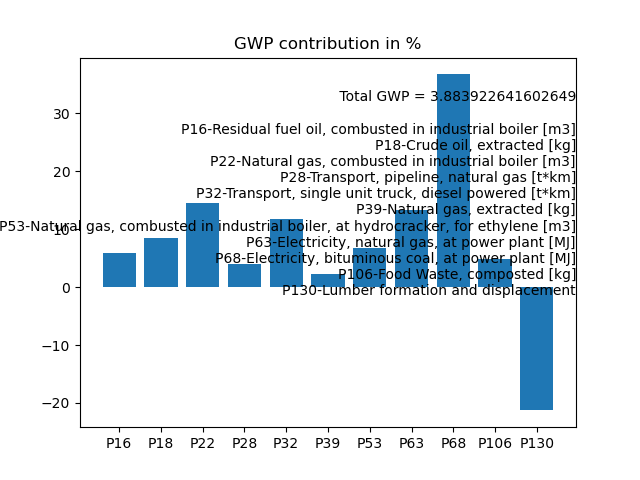 GWP contribution in %
Total GWP = 3.883922641602649
P16-Residual fuel oil, combusted in industrial boiler [m3]
P18-Crude oil, extracted [kg]
P22-Natural gas, combusted in industrial boiler [m3]
P28-Transport, pipeline, natural gas [t*km]
P32-Transport, single unit truck, diesel powered [t*km]
P39-Natural gas, extracted [kg]
P53-Natural gas, combusted in industrial boiler, at hydrocracker, for ethylene [m3]
P63-Electricity, natural gas, at power plant [MJ]
P68-Electricity, bituminous coal, at power plant [MJ]
P106-Food Waste, composted [kg]
P130-Lumber formation and displacement
30
20
10
0
−10
−20
P16 P18 P22 P28 P32 P39 P53 P63 P68 P106 P130